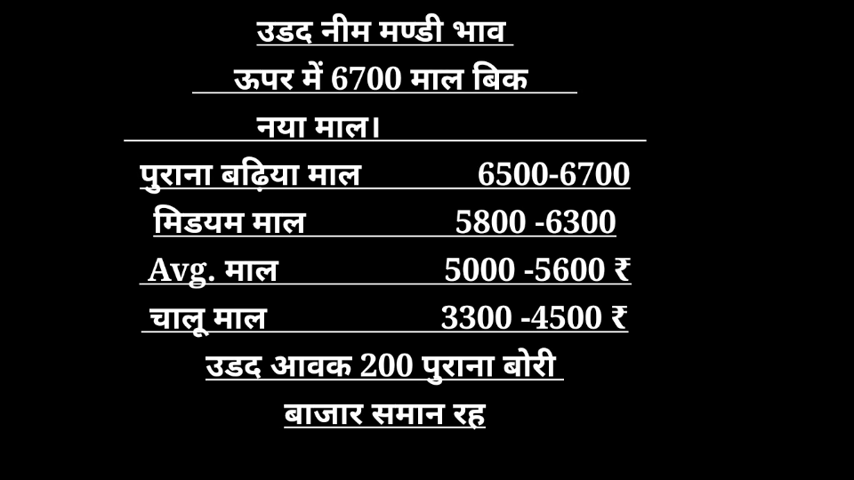 उडद नीम मण्डी भाव
ऊपर में 6700 माल बिक
नया माल।
पुराना बढ़िया माल 6500-6700
मिडयम माल 5800 -6300
Avg. माल 5000 -5600 ₹
चालू माल 3300 -4500 ₹
उडद आवक 200 पुराना बोरी
बाजार समान रह